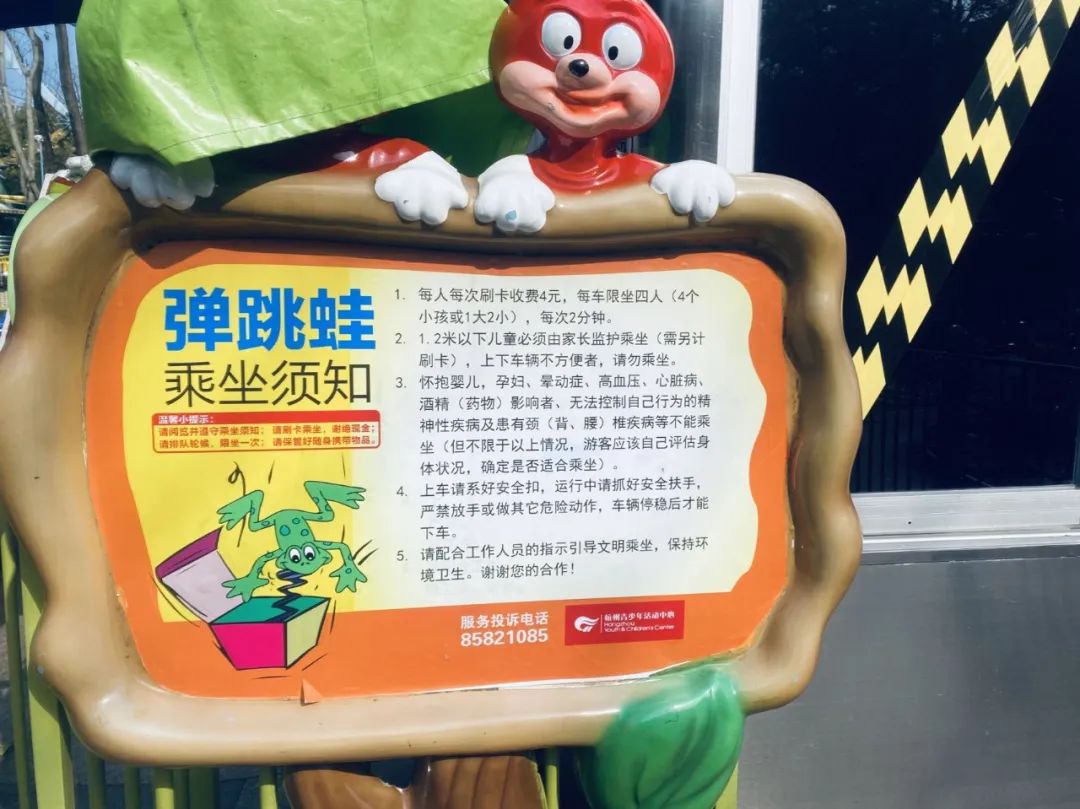 弹跳蛙
乘坐须知
温馨小提示：
请阅览并遵守乘坐须知；请刷卡乘坐，谢绝现金；
请排队轮候，限坐一次；请保管好随身携带物品。
1. 每人每次刷卡收费4元，每车限坐四人（4个
小孩或1大2小），每次2分钟。
2. 1.2米以下儿童必须由家长监护乘坐（需另计
刷卡），上下车辆不方便者，请勿乘坐。
3. 怀抱婴儿，孕妇、晕动症、高血压、心脏病、
酒精（药物）影响者、无法控制自己行为的精
神性疾病及患有颈（背、腰）椎疾病等不能乘
坐（但不限于以上情况，游客应该自己评估身
体状况，确定是否适合乘坐）。
4. 上车请系好安全扣，运行中请抓好安全扶手，
严禁放手或做其它危险动作，车辆停稳后才能
下车。
5. 请配合工作人员的指示引导文明乘坐，保持环
境卫生。谢谢您的合作！
服务投诉电话
85821085
杭州青少年活动中心
Hangzhou
Youth & Children's Center